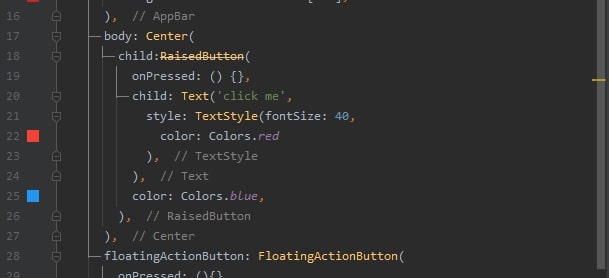 16 ), // AppBar
17 body: Center(
18 child:RaisedButton(
19 onPressed: () {},
20 child: Text('click me',
21 style: TextStyle(fontSize: 40,
22 color: Colors.red
23 ), // TextStyle
24 ), // Text
25 color: Colors.blue,
26 ), // RaisedButton
27 ), // Center
28 floatingActionButton: FloatingActionButton(
onPressed: (){}